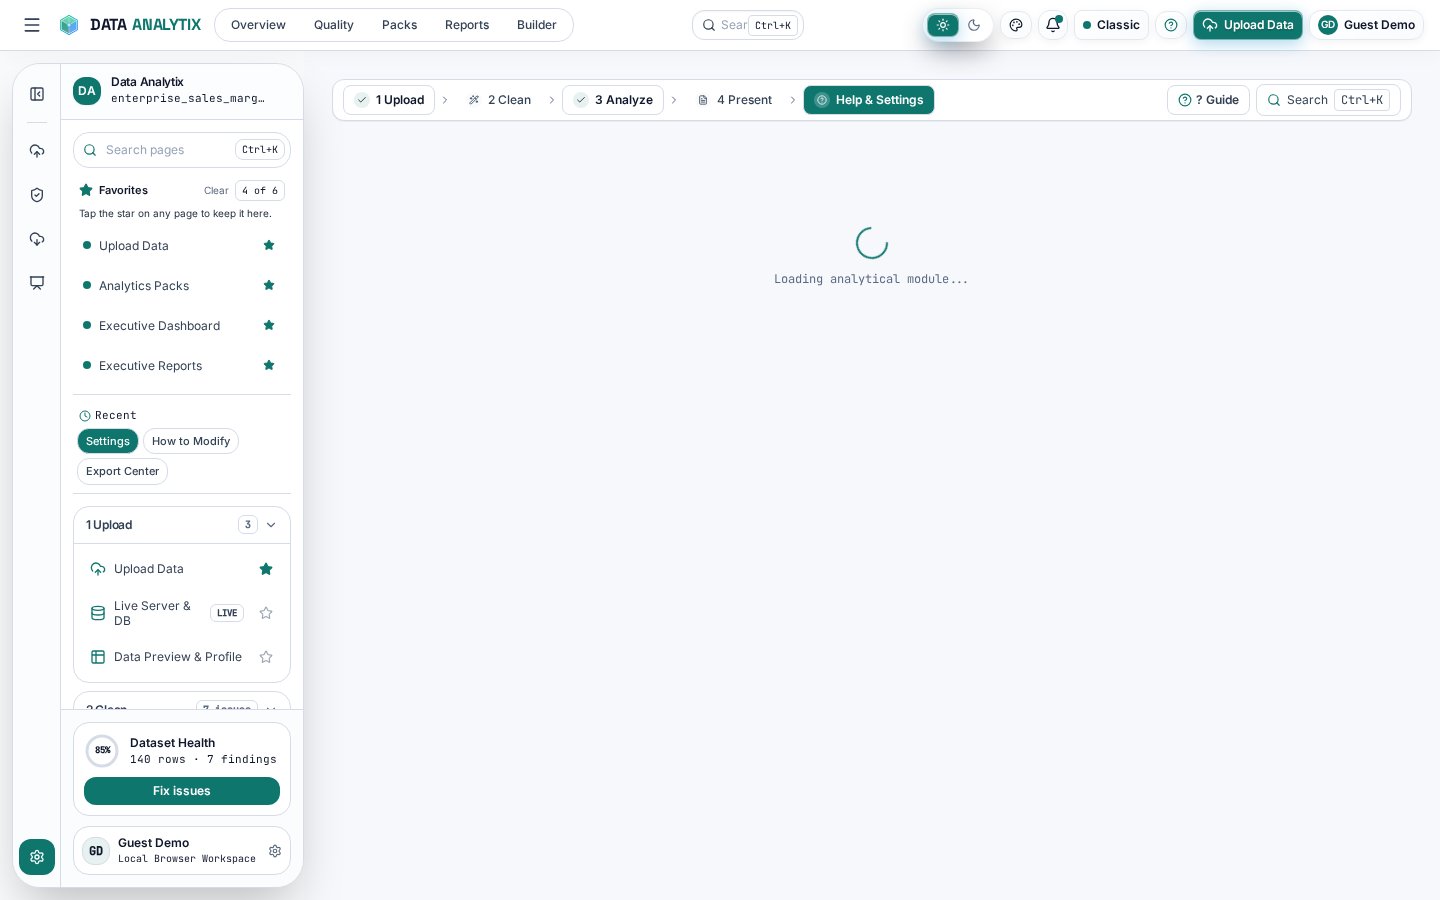 DATA ANALYTIX
Overview
Quality
Packs
Reports
Builder
Sear
Ctrl+K
Classic
Upload Data
GD
Guest Demo
DA
Data Analytix
enterprise_sales_marg…
Search pages
Ctrl+K
Favorites
Clear
4 of 6
Tap the star on any page to keep it here.
Upload Data
Analytics Packs
Executive Dashboard
Executive Reports
Recent
Settings
How to Modify
Export Center
1 Upload
3
Upload Data
Live Server &
DB
LIVE
Data Preview & Profile
2 Clean
7 issues
85%
Dataset Health
140 rows · 7 findings
Fix issues
GD
Guest Demo
Local Browser Workspace
1 Upload
2 Clean
3 Analyze
4 Present
Help & Settings
? Guide
Search
Ctrl+K
Loading analytical module...